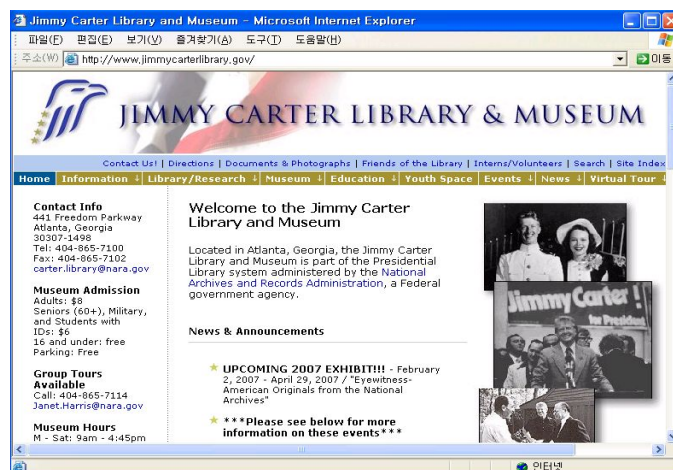 Jimmy Carter Library and Museum - Microsoft Internet Explorer
파일(F) 편집(E) 보기(V) 즐겨찾기(A) 도구(T) 도움말(H)
주소(W) http://www.jimmycarterlibrary.gov/ 이동
JIMMY CARTER LIBRARY & MUSEUM
Contact Us! | Directions | Documents & Photographs | Friends of the Library | Interns/Volunteers | Search | Site Index
Home Information ↓ Library/Research ↓ Museum ↓ Education ↓ Youth Space Events ↓ News ↓ Virtual Tour ↓
Contact Info
441 Freedom Parkway
Atlanta, Georgia
30307-1498
Tel: 404-865-7100
Fax: 404-865-7102
carter.library@nara.gov
Museum Admission
Adults: $8
Seniors (60+), Military,
and Students with
IDs: $6
16 and under: free
Parking: Free
Group Tours
Available
Call: 404-865-7114
Janet.Harris@nara.gov
Museum Hours
M - Sat: 9am - 4:45pm
Welcome to the Jimmy Carter
Library and Museum
Located in Atlanta, Georgia, the Jimmy Carter
Library and Museum is part of the Presidential
Library system administered by the National
Archives and Records Administration, a Federal
government agency.
News & Announcements
UPCOMING 2007 EXHIBIT!!! - February
2, 2007 - April 29, 2007 / "Eyewitness-
American Originals from the National
Archives"
***Please see below for more
information on these events***
Jimmy Carter!
for President
인터넷